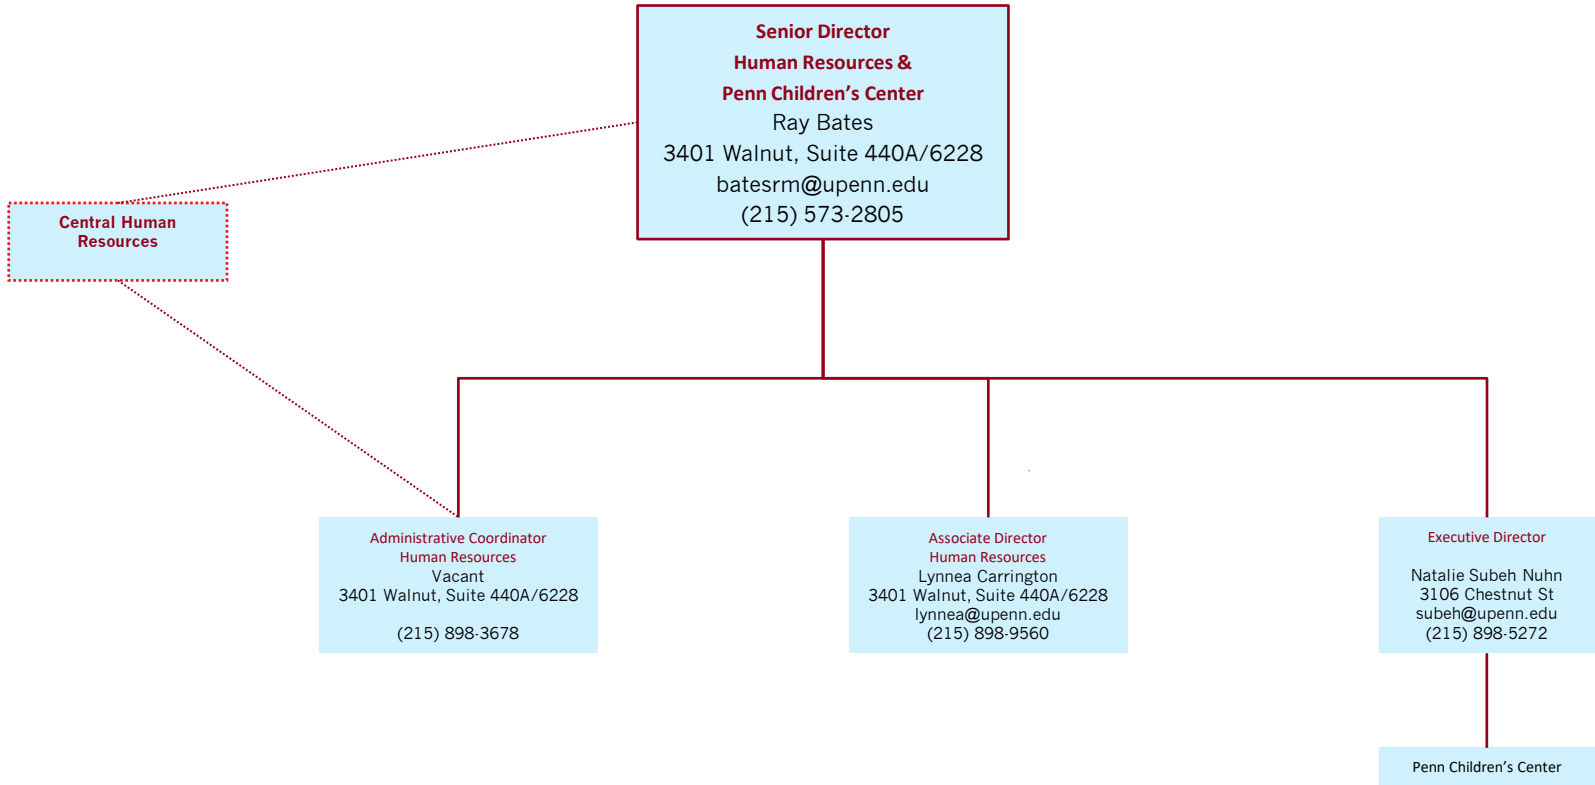 Senior Director
Human Resources &
Penn Children's Center
Ray Bates
3401 Walnut, Suite 440A/6228
batesrm@upenn.edu
(215) 573-2805
Central Human
Resources
Administrative Coordinator
Human Resources
Vacant
3401 Walnut, Suite 440A/6228
(215) 898-3678
Associate Director
Human Resources
Lynnea Carrington
3401 Walnut, Suite 440A/6228
lynnea@upenn.edu
(215) 898-9560
Executive Director
Natalie Subeh Nuhn
3106 Chestnut St
subeh@upenn.edu
(215) 898-5272
Penn Children's Center